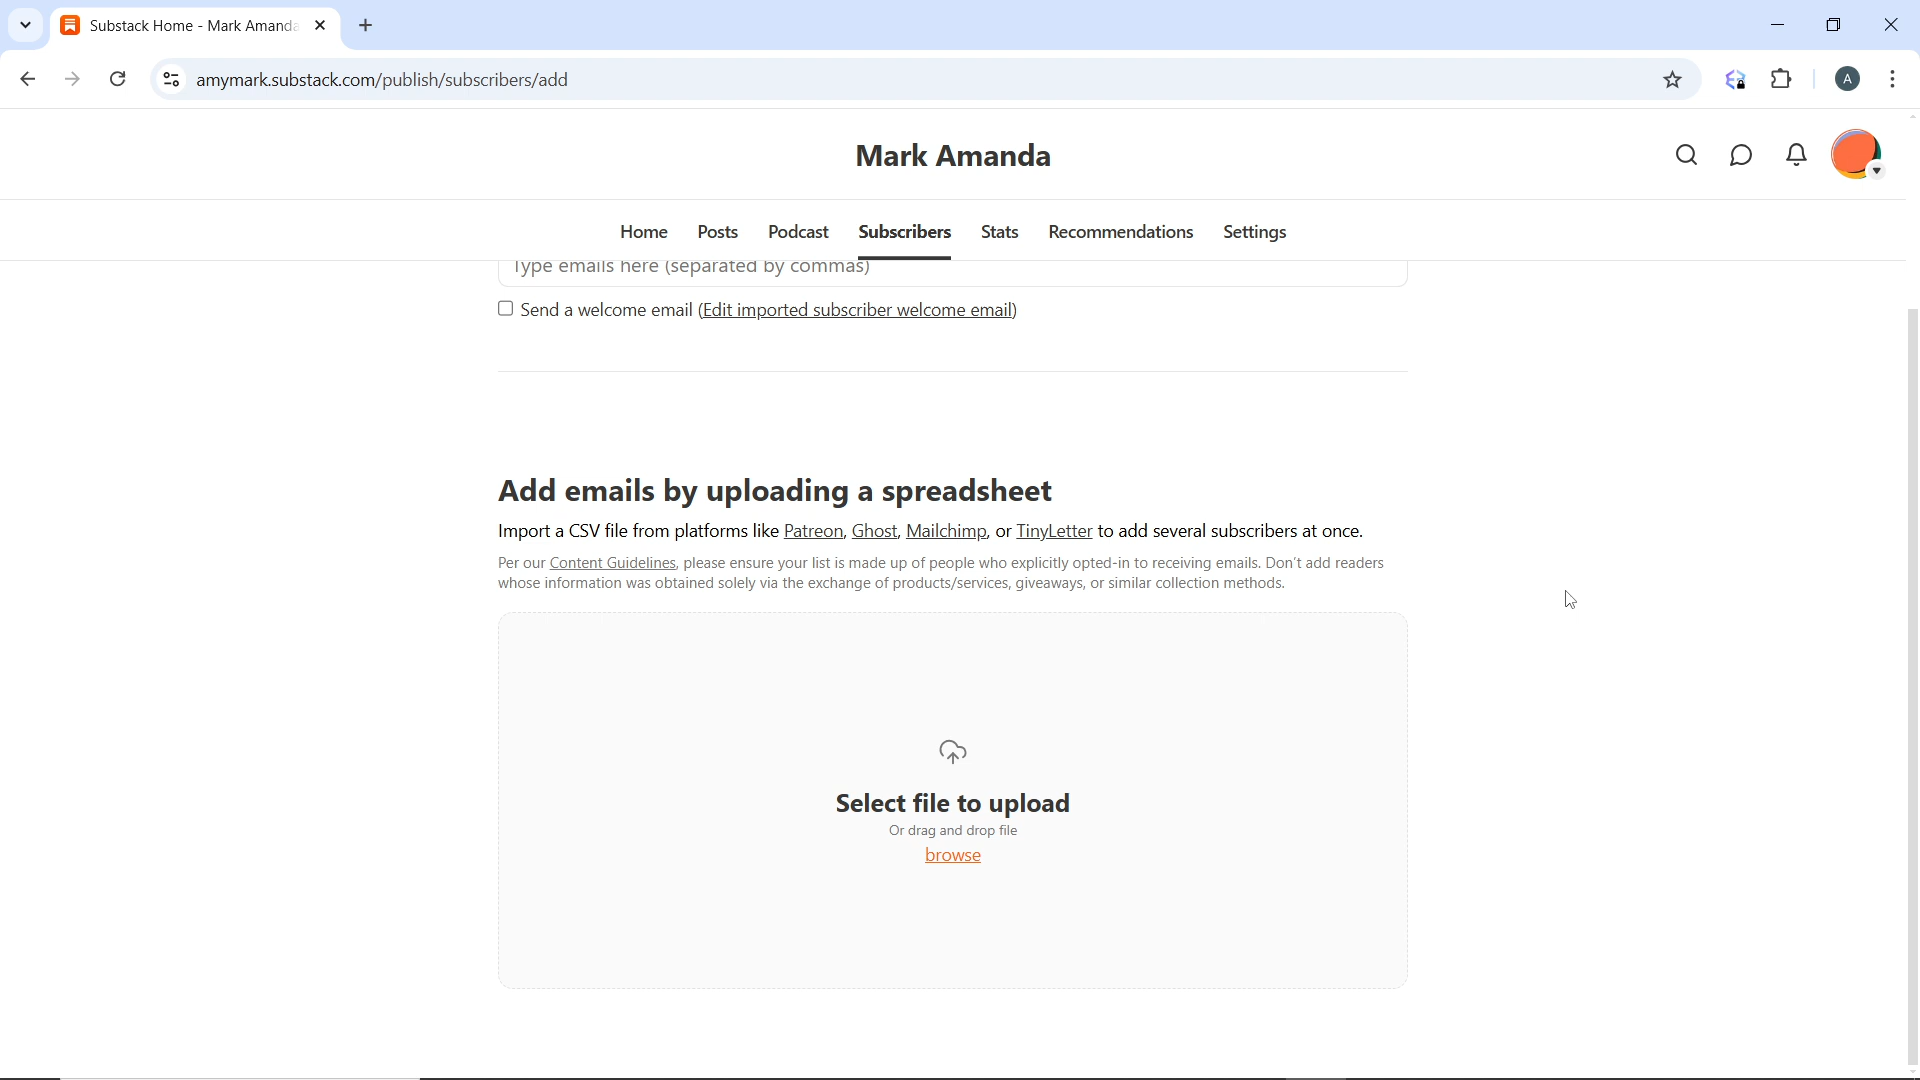 Substack Home - Mark Amanda
amymark.substack.com/publish/subscribers/add
A
Mark Amanda
Home Posts Podcast Subscribers Stats Recommendations Settings
Type emails here (separated by commas)
Send a welcome email (Edit imported subscriber welcome email)
Add emails by uploading a spreadsheet
Import a CSV file from platforms like Patreon, Ghost, Mailchimp, or TinyLetter to add several subscribers at once.
Per our Content Guidelines, please ensure your list is made up of people who explicitly opted-in to receiving emails. Don't add readers
whose information was obtained solely via the exchange of products/services, giveaways, or similar collection methods.
Select file to upload
Or drag and drop file
browse